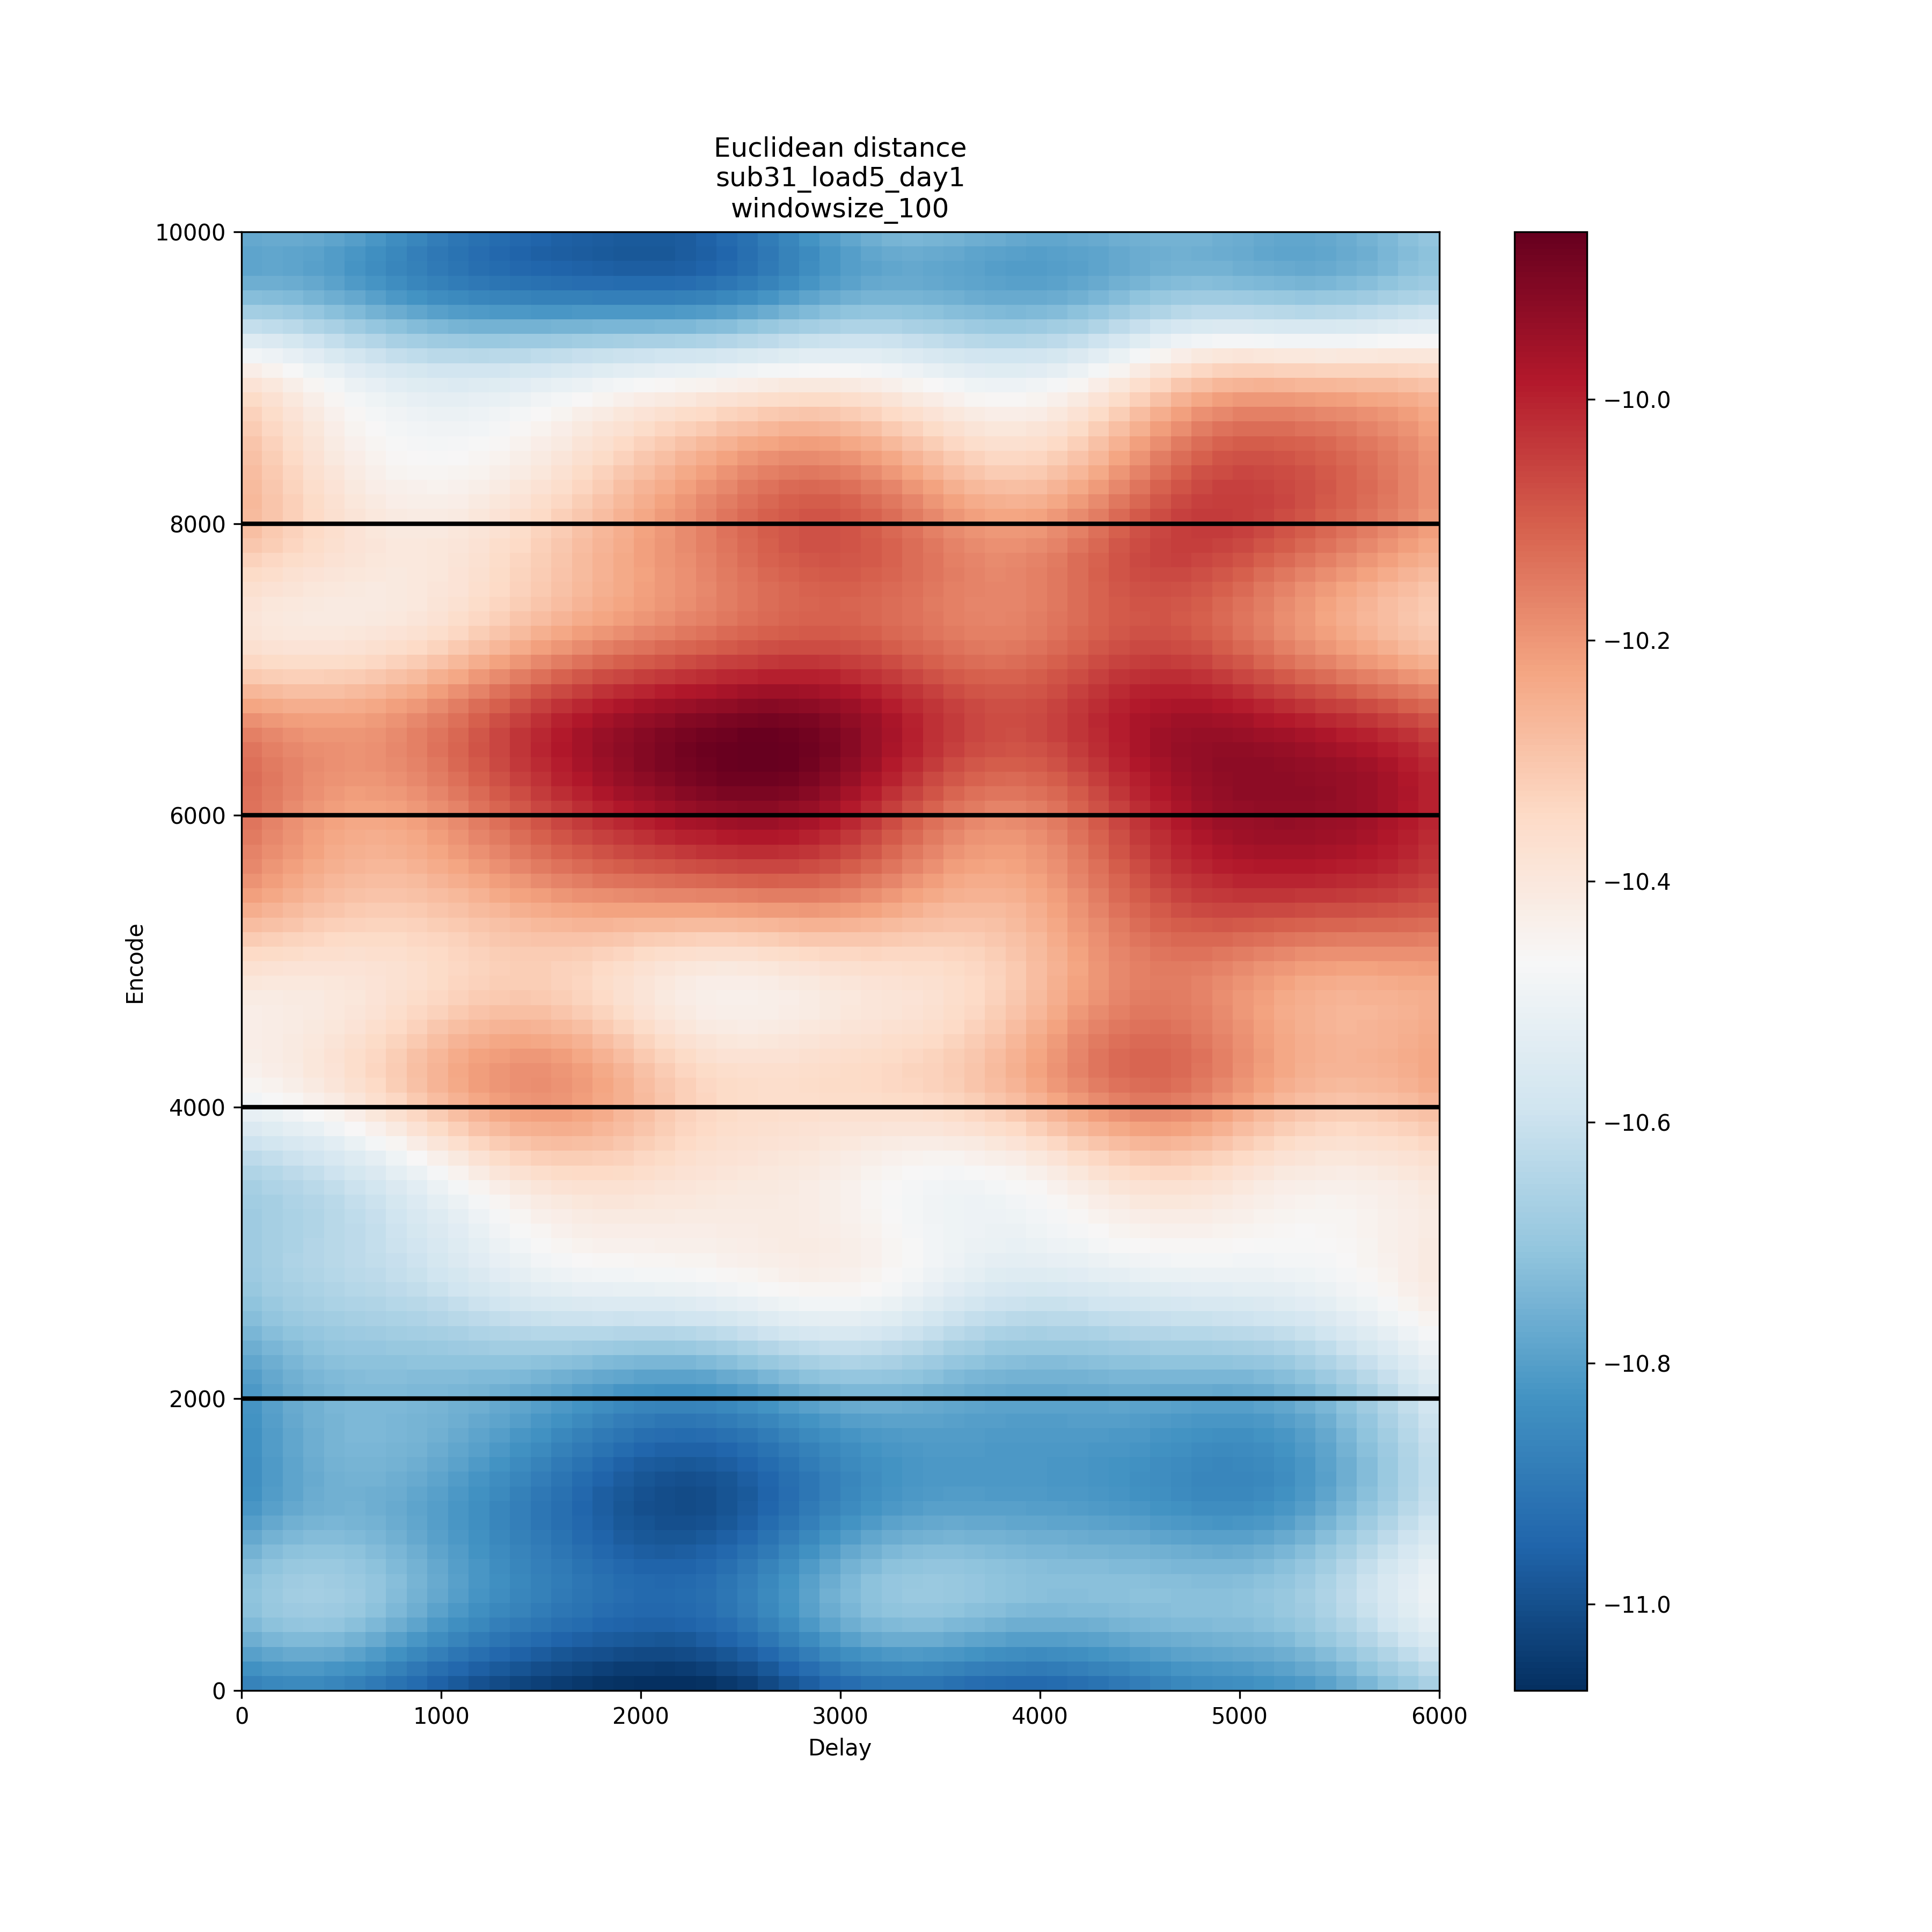 Euclidean distance
sub31_load5_day1
windowsize_100
10000
8000
6000
4000
2000
0
Encode
0 1000 2000 3000 4000 5000 6000
Delay
−10.0
−10.2
−10.4
−10.6
−10.8
−11.0